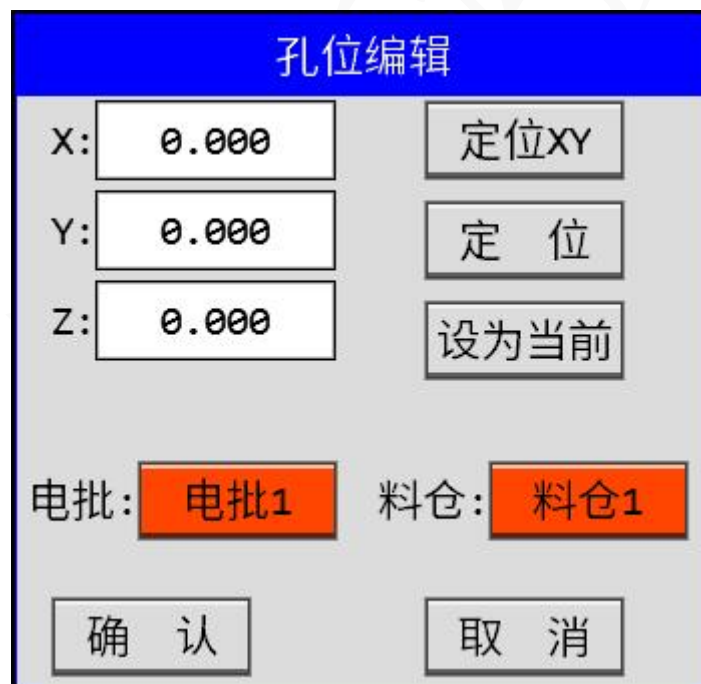 孔位编辑
X: 0.000 定位XY
Y: 0.000 定 位
Z: 0.000 设为当前
电批: 电批1 料仓: 料仓1
确 认 取 消